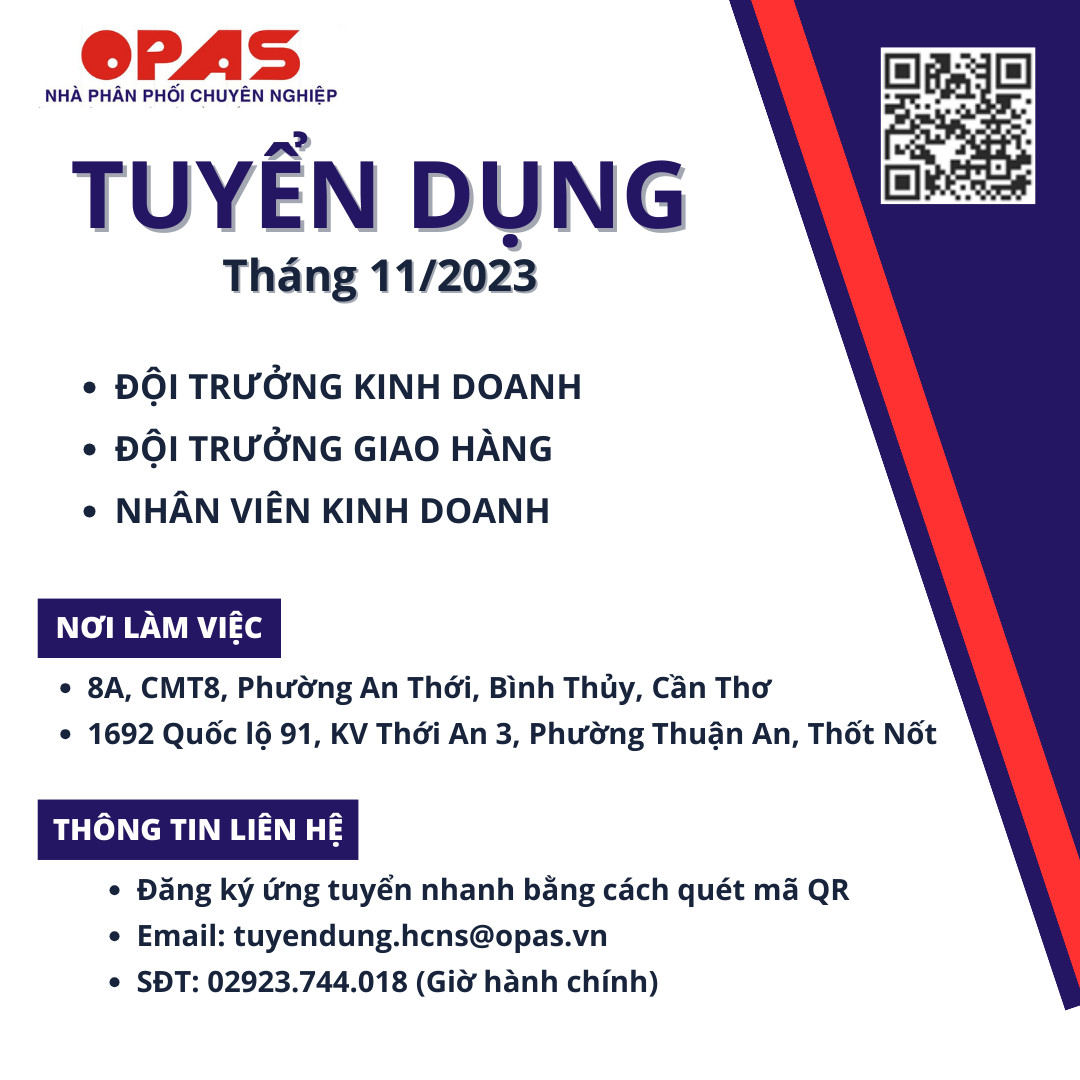 OPAS
NHÀ PHÂN PHỐI CHUYÊN NGHIỆP
TUYỂN DỤNG
Tháng 11/2023
• ĐỘI TRƯỞNG KINH DOANH
• ĐỘI TRƯỞNG GIAO HÀNG
• NHÂN VIÊN KINH DOANH
NƠI LÀM VIỆC
• 8A, CMT8, Phường An Thới, Bình Thủy, Cần Thơ
• 1692 Quốc lộ 91, KV Thới An 3, Phường Thuận An, Thốt Nốt
THÔNG TIN LIÊN HỆ
• Đăng ký ứng tuyển nhanh bằng cách quét mã QR
• Email: tuyendung.hcns@opas.vn
• SĐT: 02923.744.018 (Giờ hành chính)